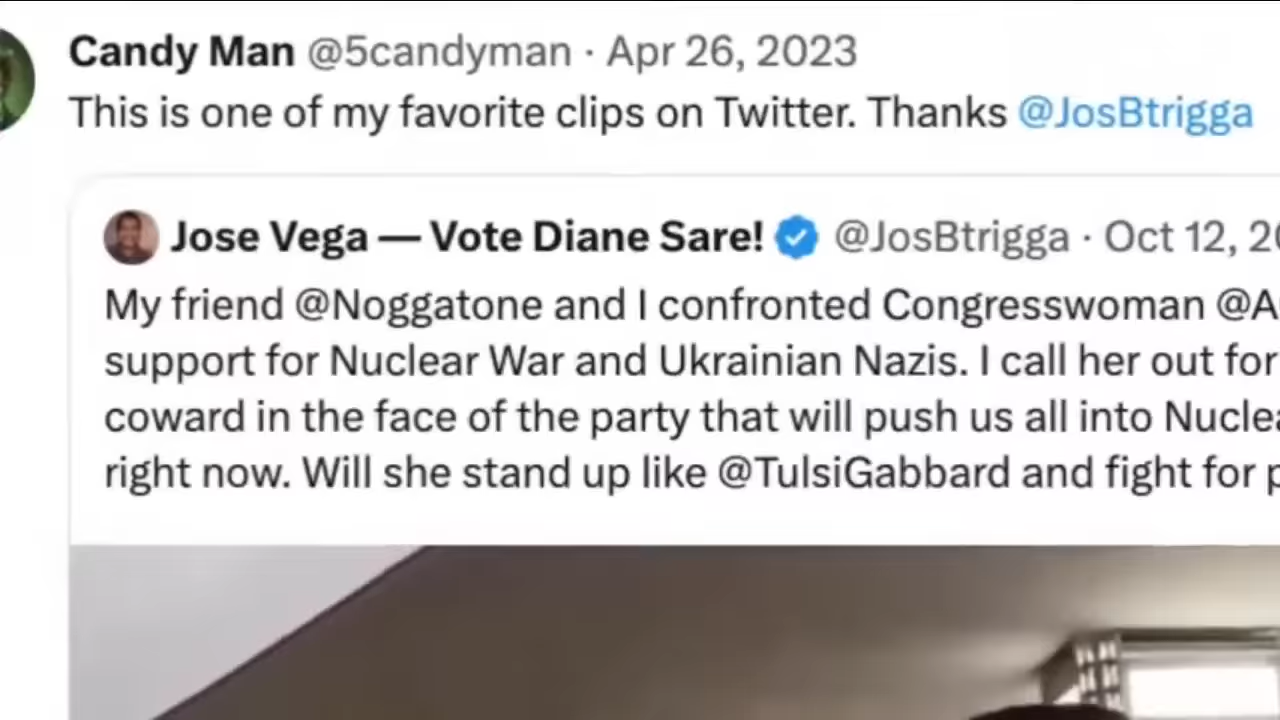 Candy Man @5candyman · Apr 26, 2023
This is one of my favorite clips on Twitter. Thanks @JosBtrigga
Jose Vega — Vote Diane Sare! @JosBtrigga · Oct 12,
My friend @Noggatone and I confronted Congresswoman
support for Nuclear War and Ukrainian Nazis. I call her out for
coward in the face of the party that will push us all into
right now. Will she stand up like @TulsiGabbard and fight for